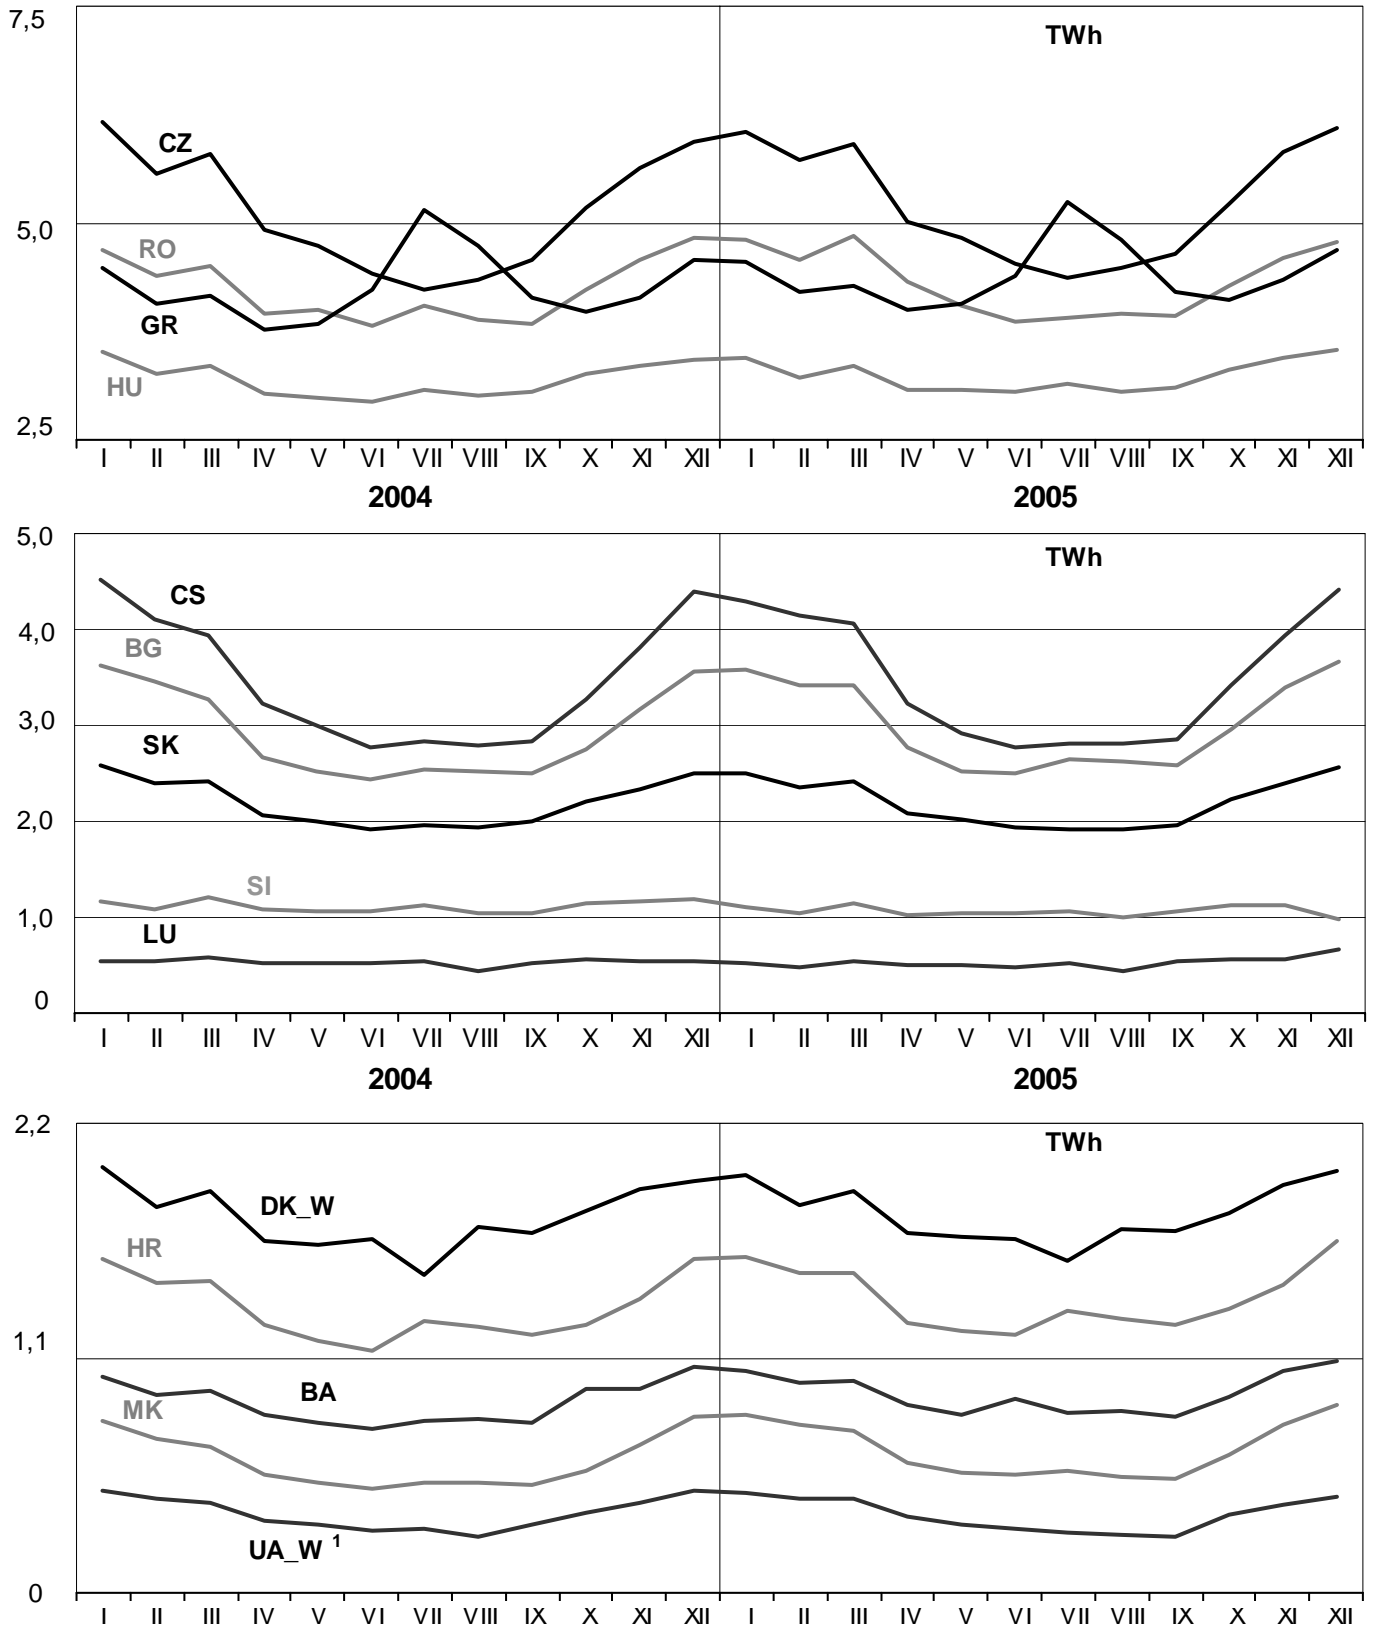 7,5
TWh
CZ
5,0
RO
GR
HU
2,5
I II III IV V VI VII VIII IX X XI XII I II III IV V VI VII VIII IX X XI XII
2004 2005
5,0
TWh
CS
4,0
BG
3,0
SK
2,0
SI
1,0
LU
0
I II III IV V VI VII VIII IX X XI XII I II III IV V VI VII VIII IX X XI XII
2004 2005
2,2
TWh
DK_W
HR
1,1
BA
MK
UA_W ¹
0
I II III IV V VI VII VIII IX X XI XII I II III IV V VI VII VIII IX X XI XII